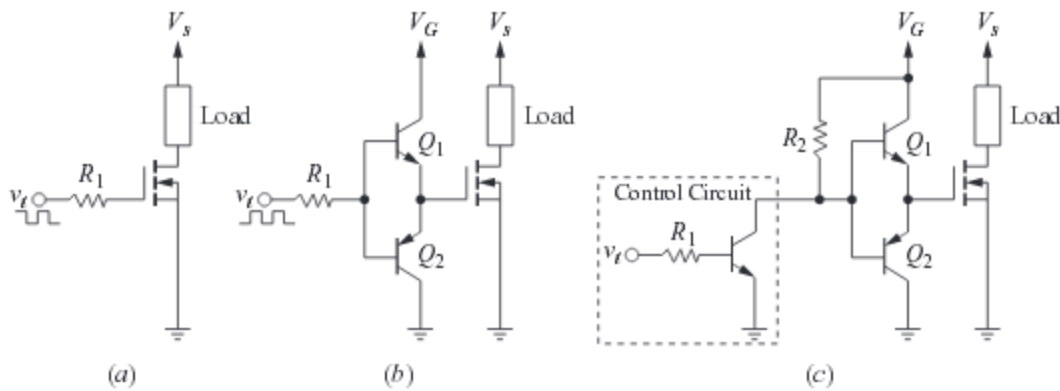 V_s
Load
R_1
v_t
(a)
V_G
V_s
Load
Q_1
R_1
v_t
Q_2
(b)
V_G
V_s
Load
R_2
Q_1
Control Circuit
R_1
v_t
Q_2
(c)